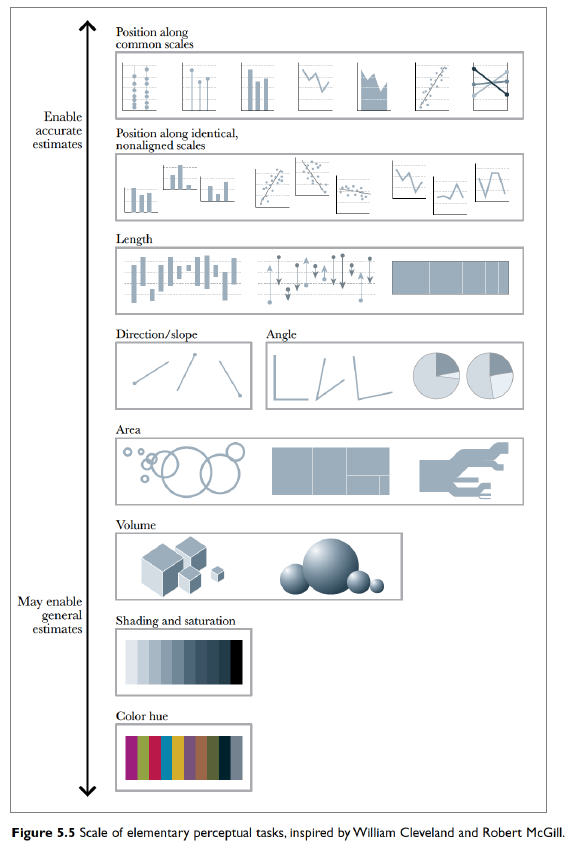 Position along
common scales
Enable
accurate
estimates
Position along identical,
nonaligned scales
Length
Direction/slope
Angle
Area
Volume
May enable
general
estimates
Shading and saturation
Color hue
Figure 5.5 Scale of elementary perceptual tasks, inspired by William Cleveland and Robert McGill.